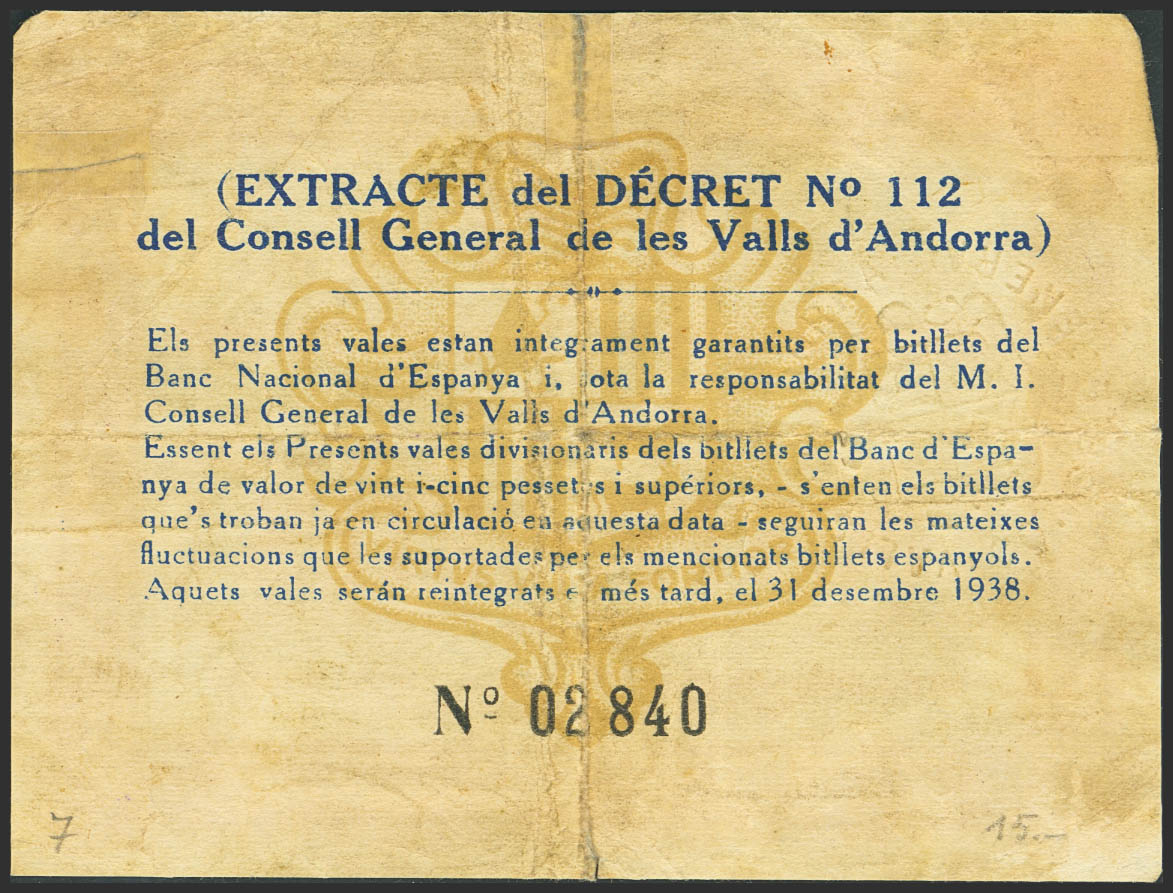 (EXTRACTE del DÉCRET Nº 112
del Consell General de les Valls d'Andorra)
Els presents vales estan integrament garantits per bitllets del
Banc Nacional d'Espanya i, sota la responsabilitat del M. I.
Consell General de les Valls d'Andorra.
Essent els Presents vales divisionaris dels bitllets del Banc d'Espa-
nya de valor de vint i-cinc pessetes i supériors, - s'enten els bitllets
que's troban ja en circulació en aquesta data - seguiran les mateixes
fluctuacions que les suportades per els mencionats bitllets espanyols.
Aquets vales serán reintegrats el més tard, el 31 desembre 1938.
Nº 02840
7
15.-